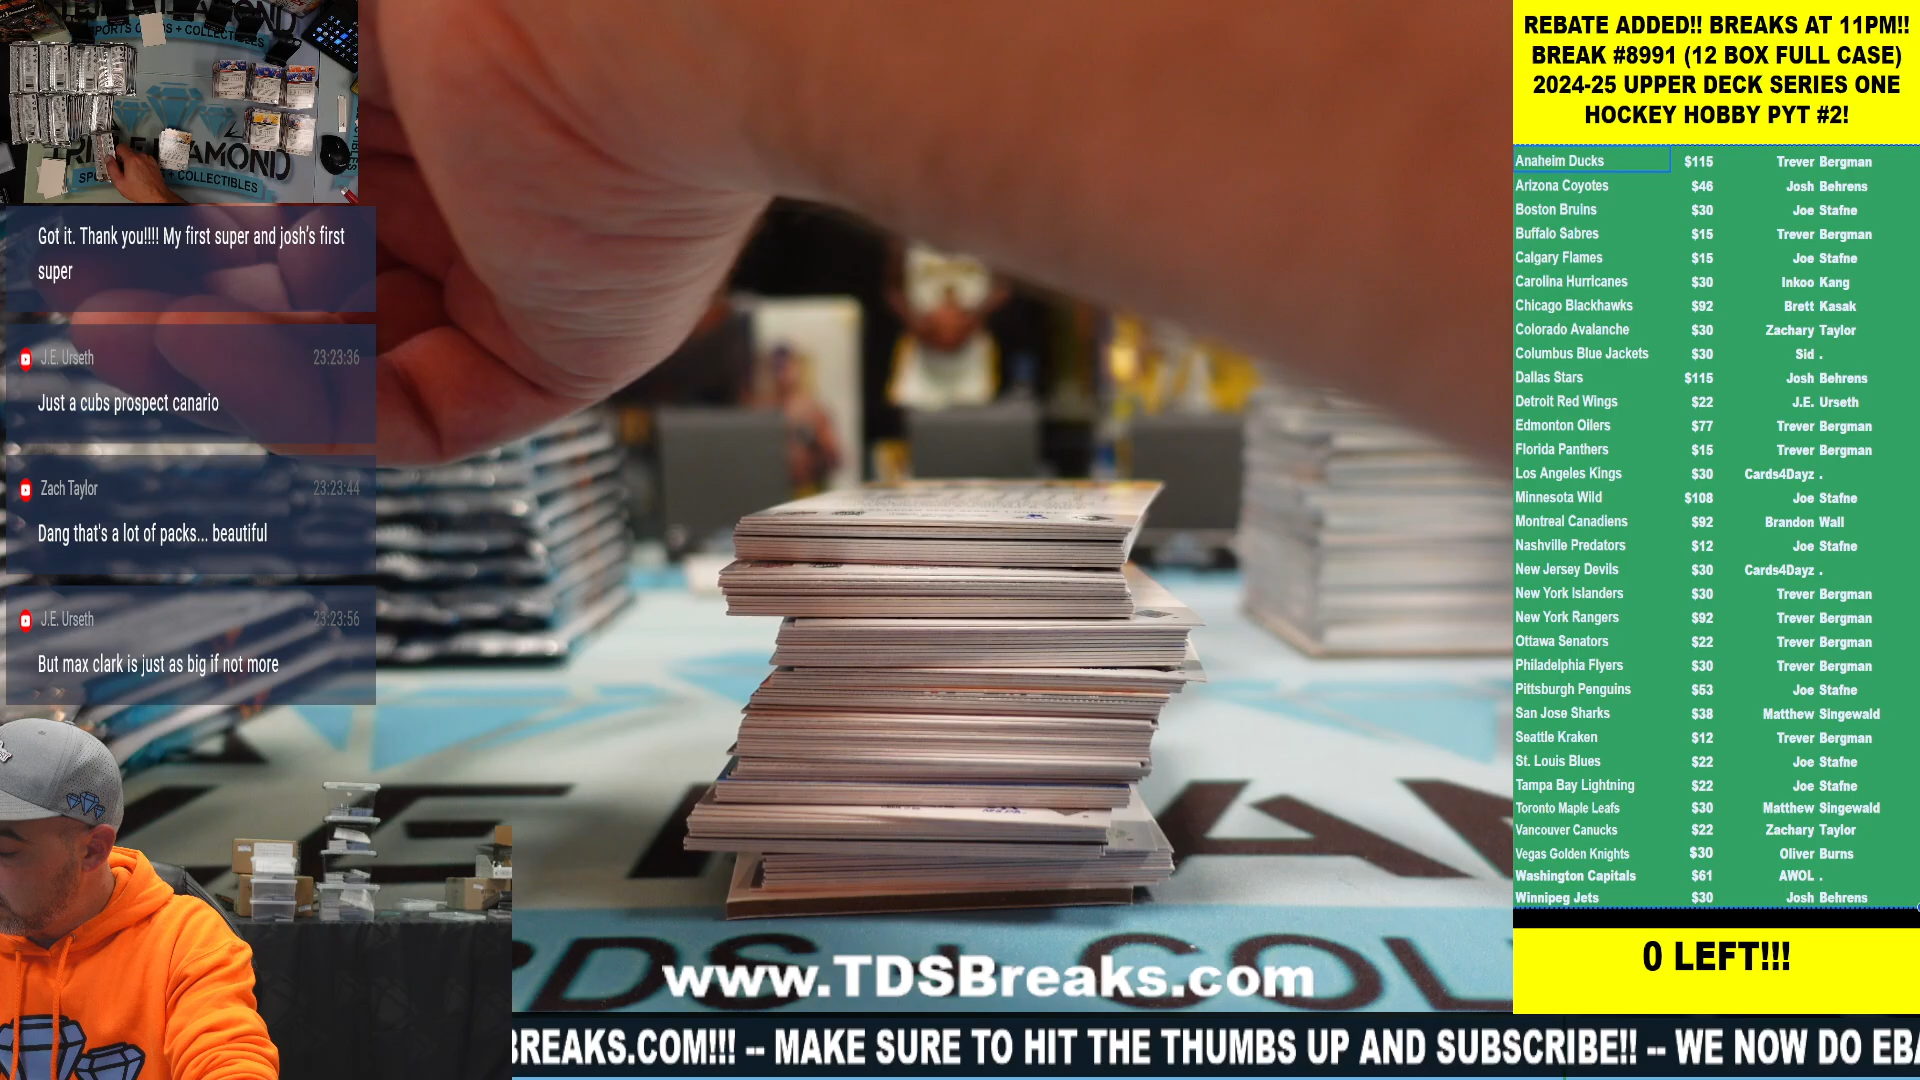 REBATE ADDED!! BREAKS AT 11PM!!
BREAK #8991 (12 BOX FULL CASE)
2024-25 UPPER DECK SERIES ONE
HOCKEY HOBBY PYT #2!
Anaheim Ducks $115 Trever Bergman
Arizona Coyotes $46 Josh Behrens
Boston Bruins $30 Joe Stafne
Buffalo Sabres $15 Trever Bergman
Calgary Flames $15 Joe Stafne
Carolina Hurricanes $30 Inkoo Kang
Chicago Blackhawks $92 Brett Kasak
Colorado Avalanche $30 Zachary Taylor
Columbus Blue Jackets $30 Sid .
Dallas Stars $115 Josh Behrens
Detroit Red Wings $22 J.E. Urseth
Edmonton Oilers $77 Trever Bergman
Florida Panthers $15 Trever Bergman
Los Angeles Kings $30 Cards4Dayz .
Minnesota Wild $108 Joe Stafne
Montreal Canadiens $92 Brandon Wall
Nashville Predators $12 Joe Stafne
New Jersey Devils $30 Cards4Dayz .
New York Islanders $30 Trever Bergman
New York Rangers $92 Trever Bergman
Ottawa Senators $22 Trever Bergman
Philadelphia Flyers $30 Trever Bergman
Pittsburgh Penguins $53 Joe Stafne
San Jose Sharks $38 Matthew Singewald
Seattle Kraken $12 Trever Bergman
St. Louis Blues $22 Joe Stafne
Tampa Bay Lightning $22 Joe Stafne
Toronto Maple Leafs $30 Matthew Singewald
Vancouver Canucks $22 Zachary Taylor
Vegas Golden Knights $30 Oliver Burns
Washington Capitals $61 AWOL .
Winnipeg Jets $30 Josh Behrens
0 LEFT!!!
Got it. Thank you!!!! My first super and josh's first
super
J.E. Urseth 23:23:36
Just a cubs prospect canario
Zach Taylor 23:23:44
Dang that's a lot of packs... beautiful
J.E. Urseth 23:23:56
But max clark is just as big if not more
www.TDSBreaks.com
BREAKS.COM!!! -- MAKE SURE TO HIT THE THUMBS UP AND SUBSCRIBE!! -- WE NOW DO EBA